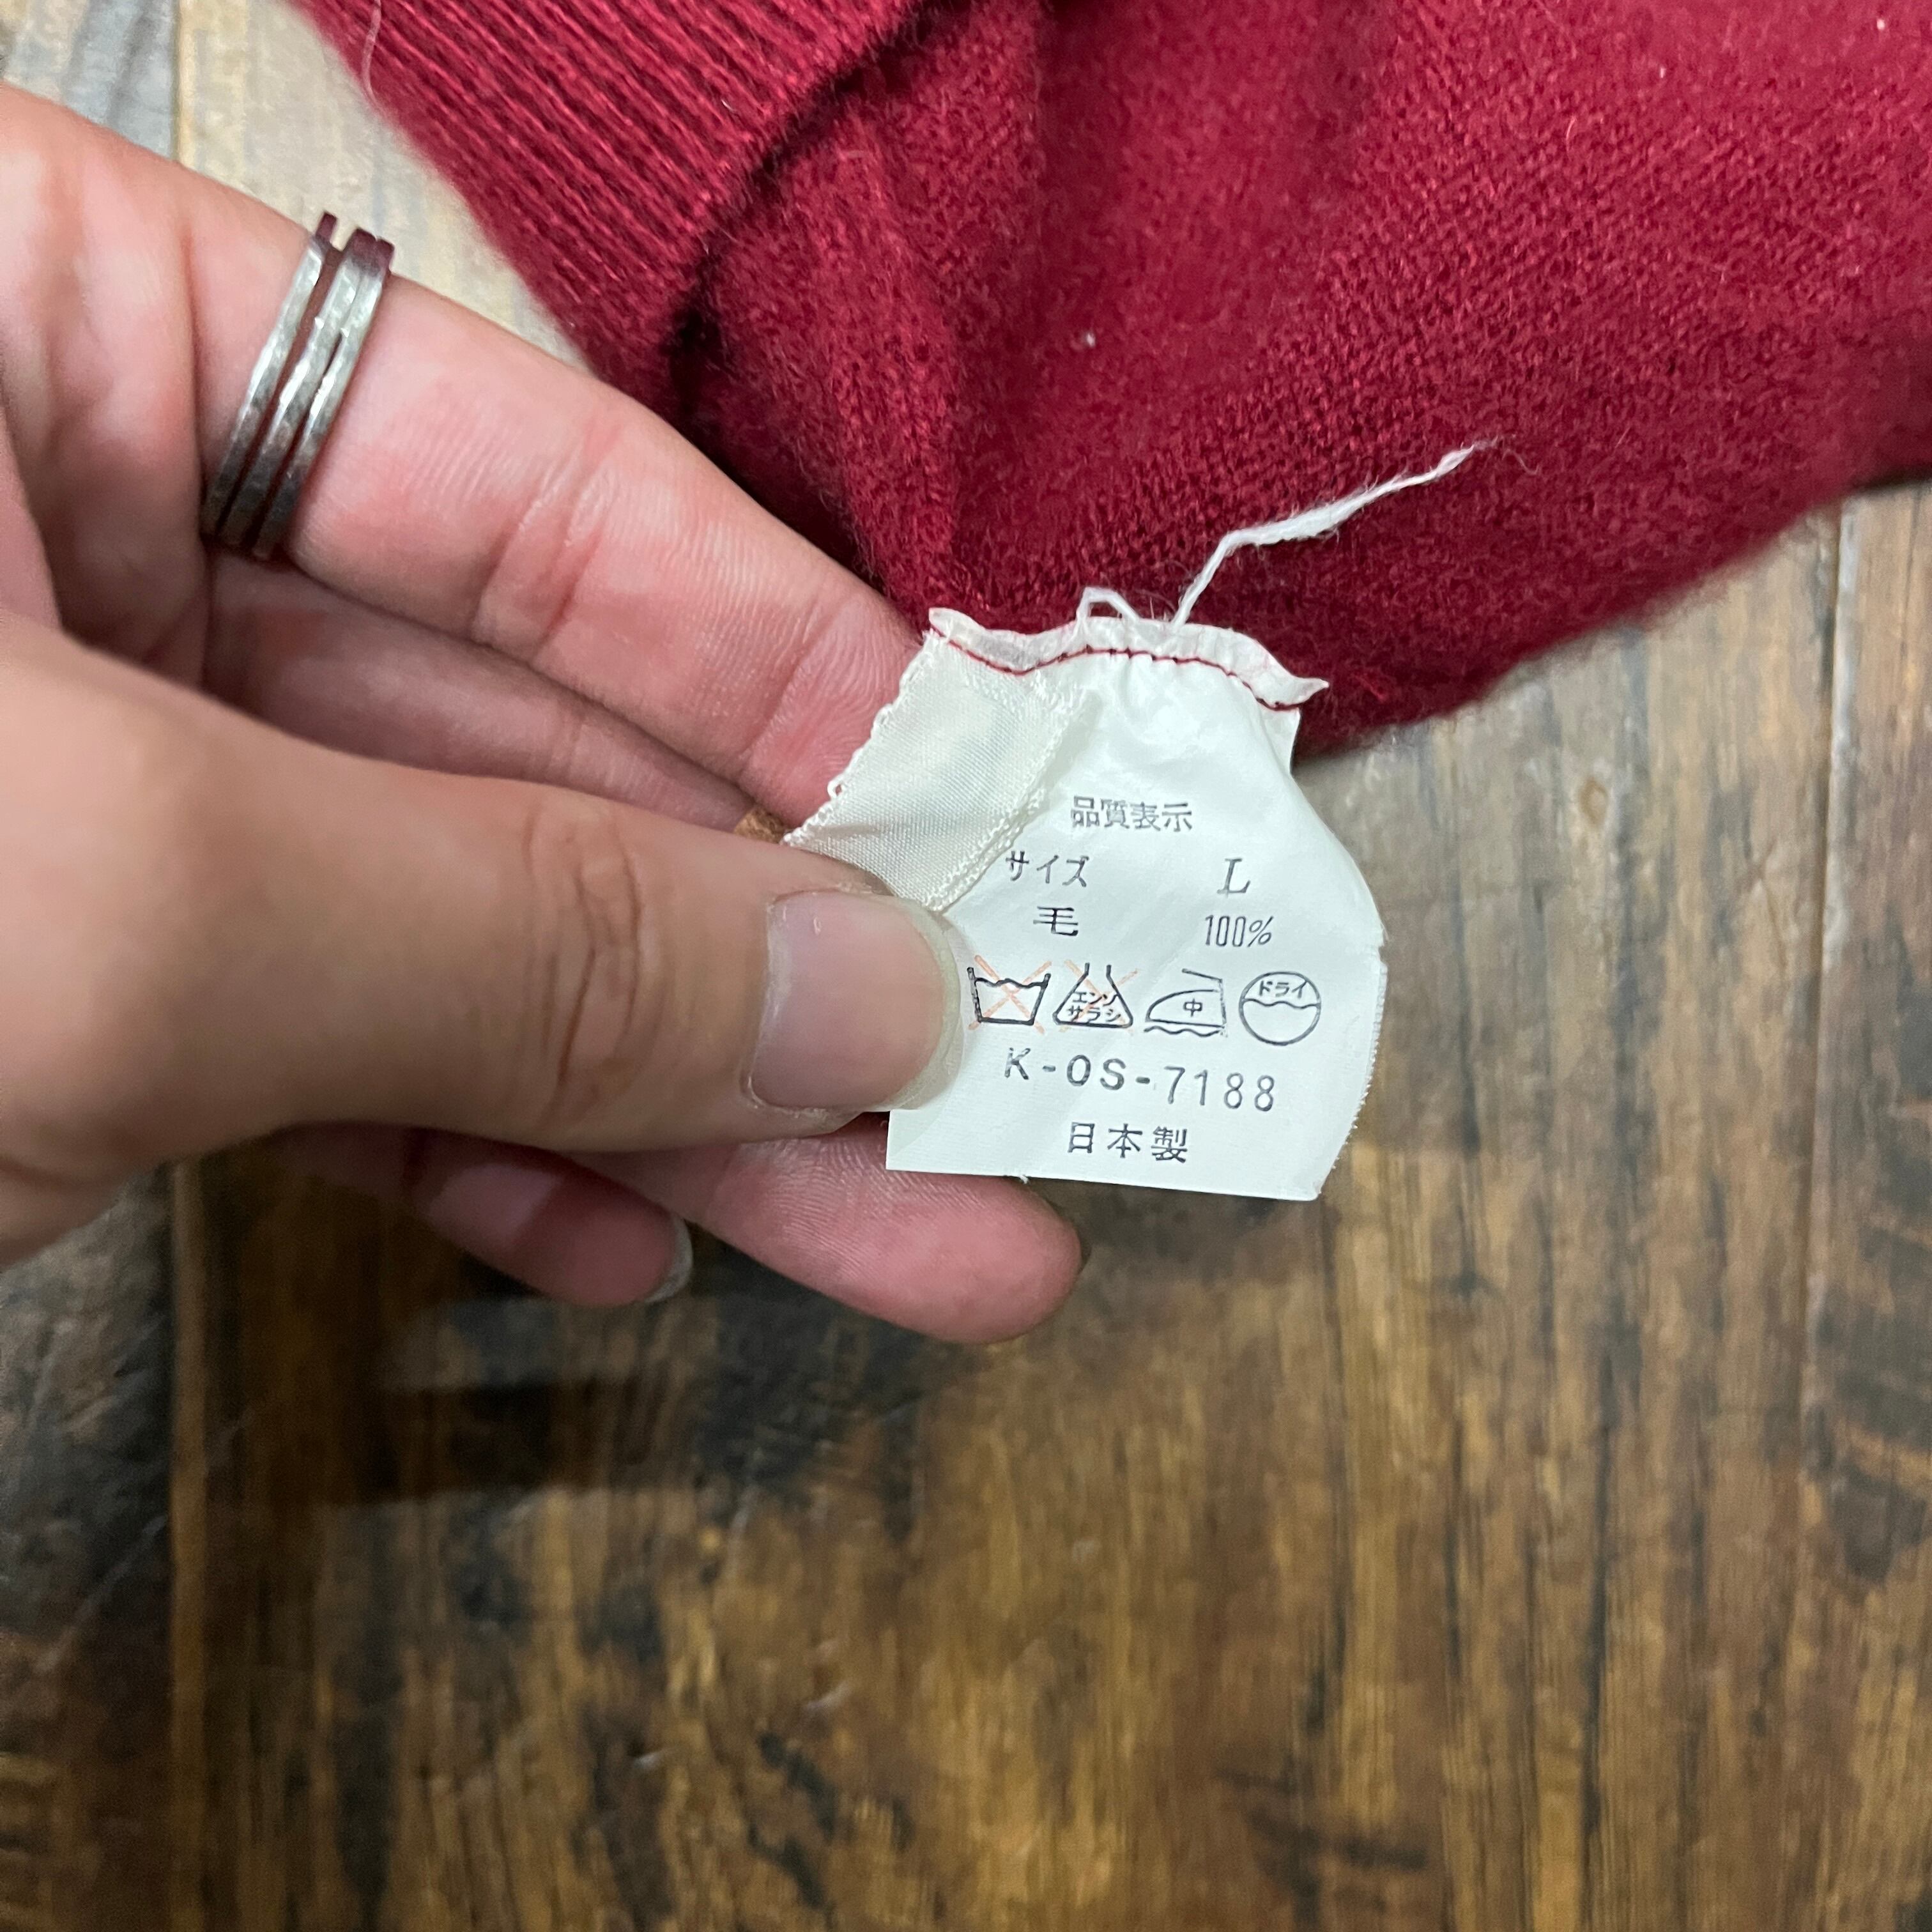 品質表示
サイズ L
毛 100%
エンソサラシ 中 ドライ
K-OS-7188
日本製